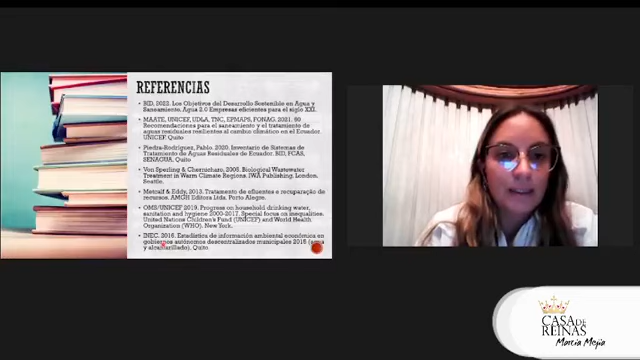 REFERENCIAS
BID, 2022. Los Objetivos del Desarrollo Sostenible en Agua y
Saneamiento. Agua 2.0 Empresas eficientes para el siglo XXI.
MAATE, UNICEF, UDLA, TNC, EPMAPS, FONAG. 2021. 50
Recomendaciones para el saneamiento y el tratamiento de
aguas residuales resilientes al cambio climático en el Ecuador.
UNICEF. Quito
Piedra-Rodríguez, Pablo. 2020. Inventario de Sistemas de
Tratamiento de Aguas Residuales de Ecuador. BID, FCAS,
SENAGUA, Quito
Von Sperling & Chernorharo, 2005. Biological Wastewater
Treatment in Warm Climate Regions. IWA Publishing. London.
Seattle.
Metcalf & Eddy, 2013. Tratamento de efluentes e recuperação de
recursos. AMGH Editora Ltda. Porto Alegre.
OMS/UNICEF 2019. Progress on household drinking water,
sanitation and hygiene 2000-2017. Special focus on inequalities.
United Nations Children's Fund (UNICEF) and World Health
Organization (WHO). New York.
INEC. 2016. Estadística de información ambiental económica en
gobiernos autónomos descentralizados municipales 2015 (agua
y alcantarillado). Quito
CASA DE
REINAS
Marcia Mejía